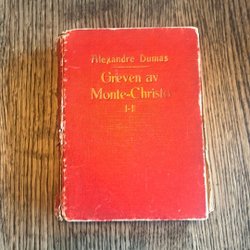 Alexandre Dumas
Greven av
Monte-Christo
I-II